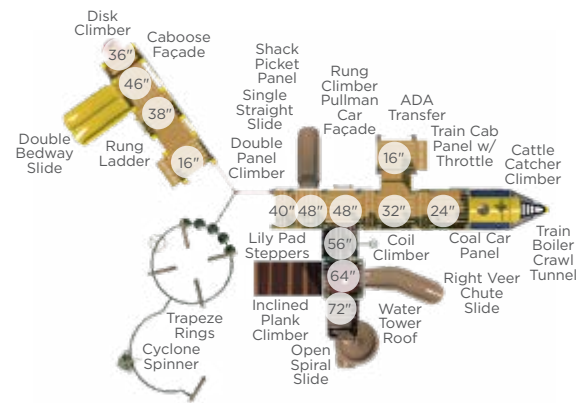 Disk
Climber
Caboose
Façade
36"
46"
38"
16"
Double
Bedway
Slide
Rung
Ladder
Shack
Picket
Panel
Single
Straight
Slide
Double
Panel
Climber
Rung
Climber
Pullman
Car
Façade
ADA
Transfer
16"
Train Cab
Panel w/
Throttle
Cattle
Catcher
Climber
40"
48"
48"
32"
24"
Lily Pad
Steppers
56"
Coil
Climber
Coal Car
Panel
Train
Boiler
Crawl
Tunnel
64"
Right Veer
Chute
Slide
Inclined
Plank
Climber
72"
Water
Tower
Roof
Trapeze
Rings
Cyclone
Spinner
Open
Spiral
Slide